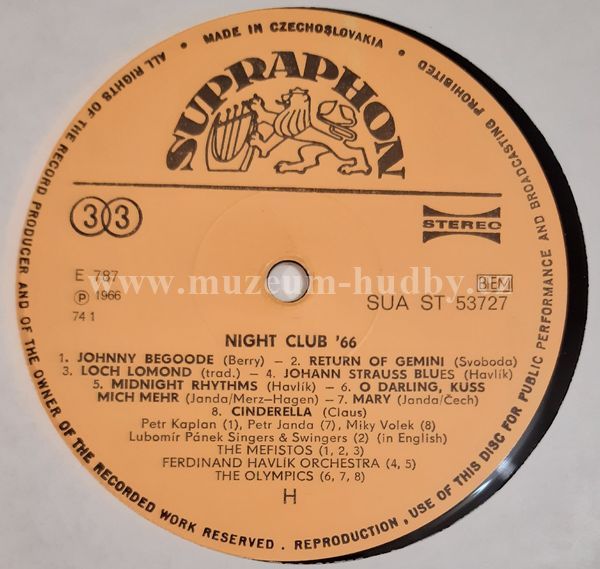 ALL RIGHTS OF THE RECORD PRODUCER AND OF THE OWNER OF THE RECORDED WORK RESERVED . REPRODUCTION , USE OF THIS DISC FOR PUBLIC PERFORMANCE AND BROADCASTING PROHIBITED
• MADE IN CZECHOSLOVAKIA •
SUPRAPHON
33
STEREO
E 787
℗ 1966
74 1
BIEM
SUA ST 53727
www.muzeum-hudby.cz
NIGHT CLUB '66
1. JOHNNY BEGOODE (Berry) – 2. RETURN OF GEMINI (Svoboda)
3. LOCH LOMOND (trad.) – 4. JOHANN STRAUSS BLUES (Havlík)
5. MIDNIGHT RHYTHMS (Havlík) – 6. O DARLING, KUSS
MICH MEHR (Janda/Merz-Hagen) – 7. MARY (Janda/Čech)
8. CINDERELLA (Claus)
Petr Kaplan (1), Petr Janda (7), Miky Volek (8)
Lubomír Pánek Singers & Swingers (2) (in English)
THE MEFISTOS (1, 2, 3)
FERDINAND HAVLÍK ORCHESTRA (4, 5)
THE OLYMPICS (6, 7, 8)
H